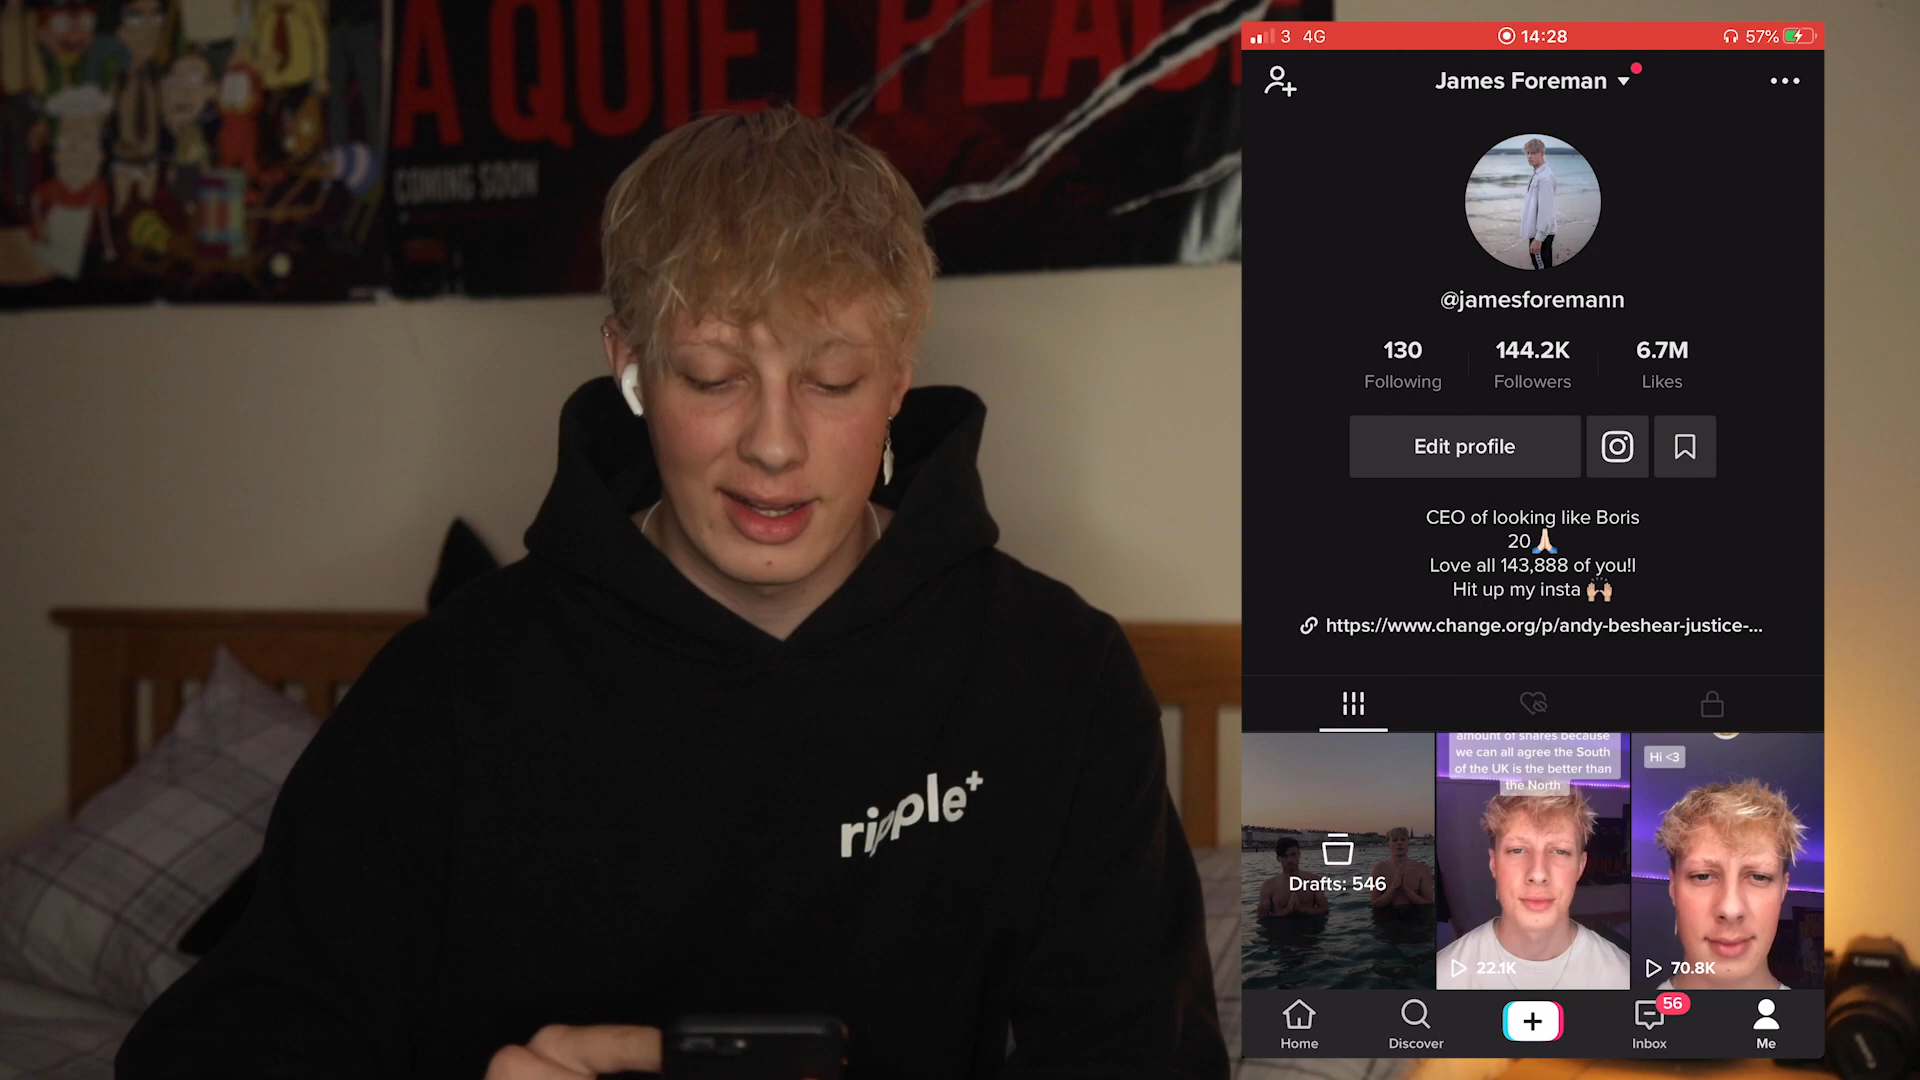 A QUIET PLACE
COMING SOON
ripple+
3 4G
14:28
57%
James Foreman
@jamesforemann
130
Following
144.2K
Followers
6.7M
Likes
Edit profile
CEO of looking like Boris
20🙏🏻
Love all 143,888 of you!!
Hit up my insta 🙌🏼
https://www.change.org/p/andy-beshear-justice-...
Drafts: 546
amount of shares because
we can all agree the South
of the UK is the better than
the North
22.1K
Hi <3
70.8K
Home
Discover
56
Inbox
Me
Canon